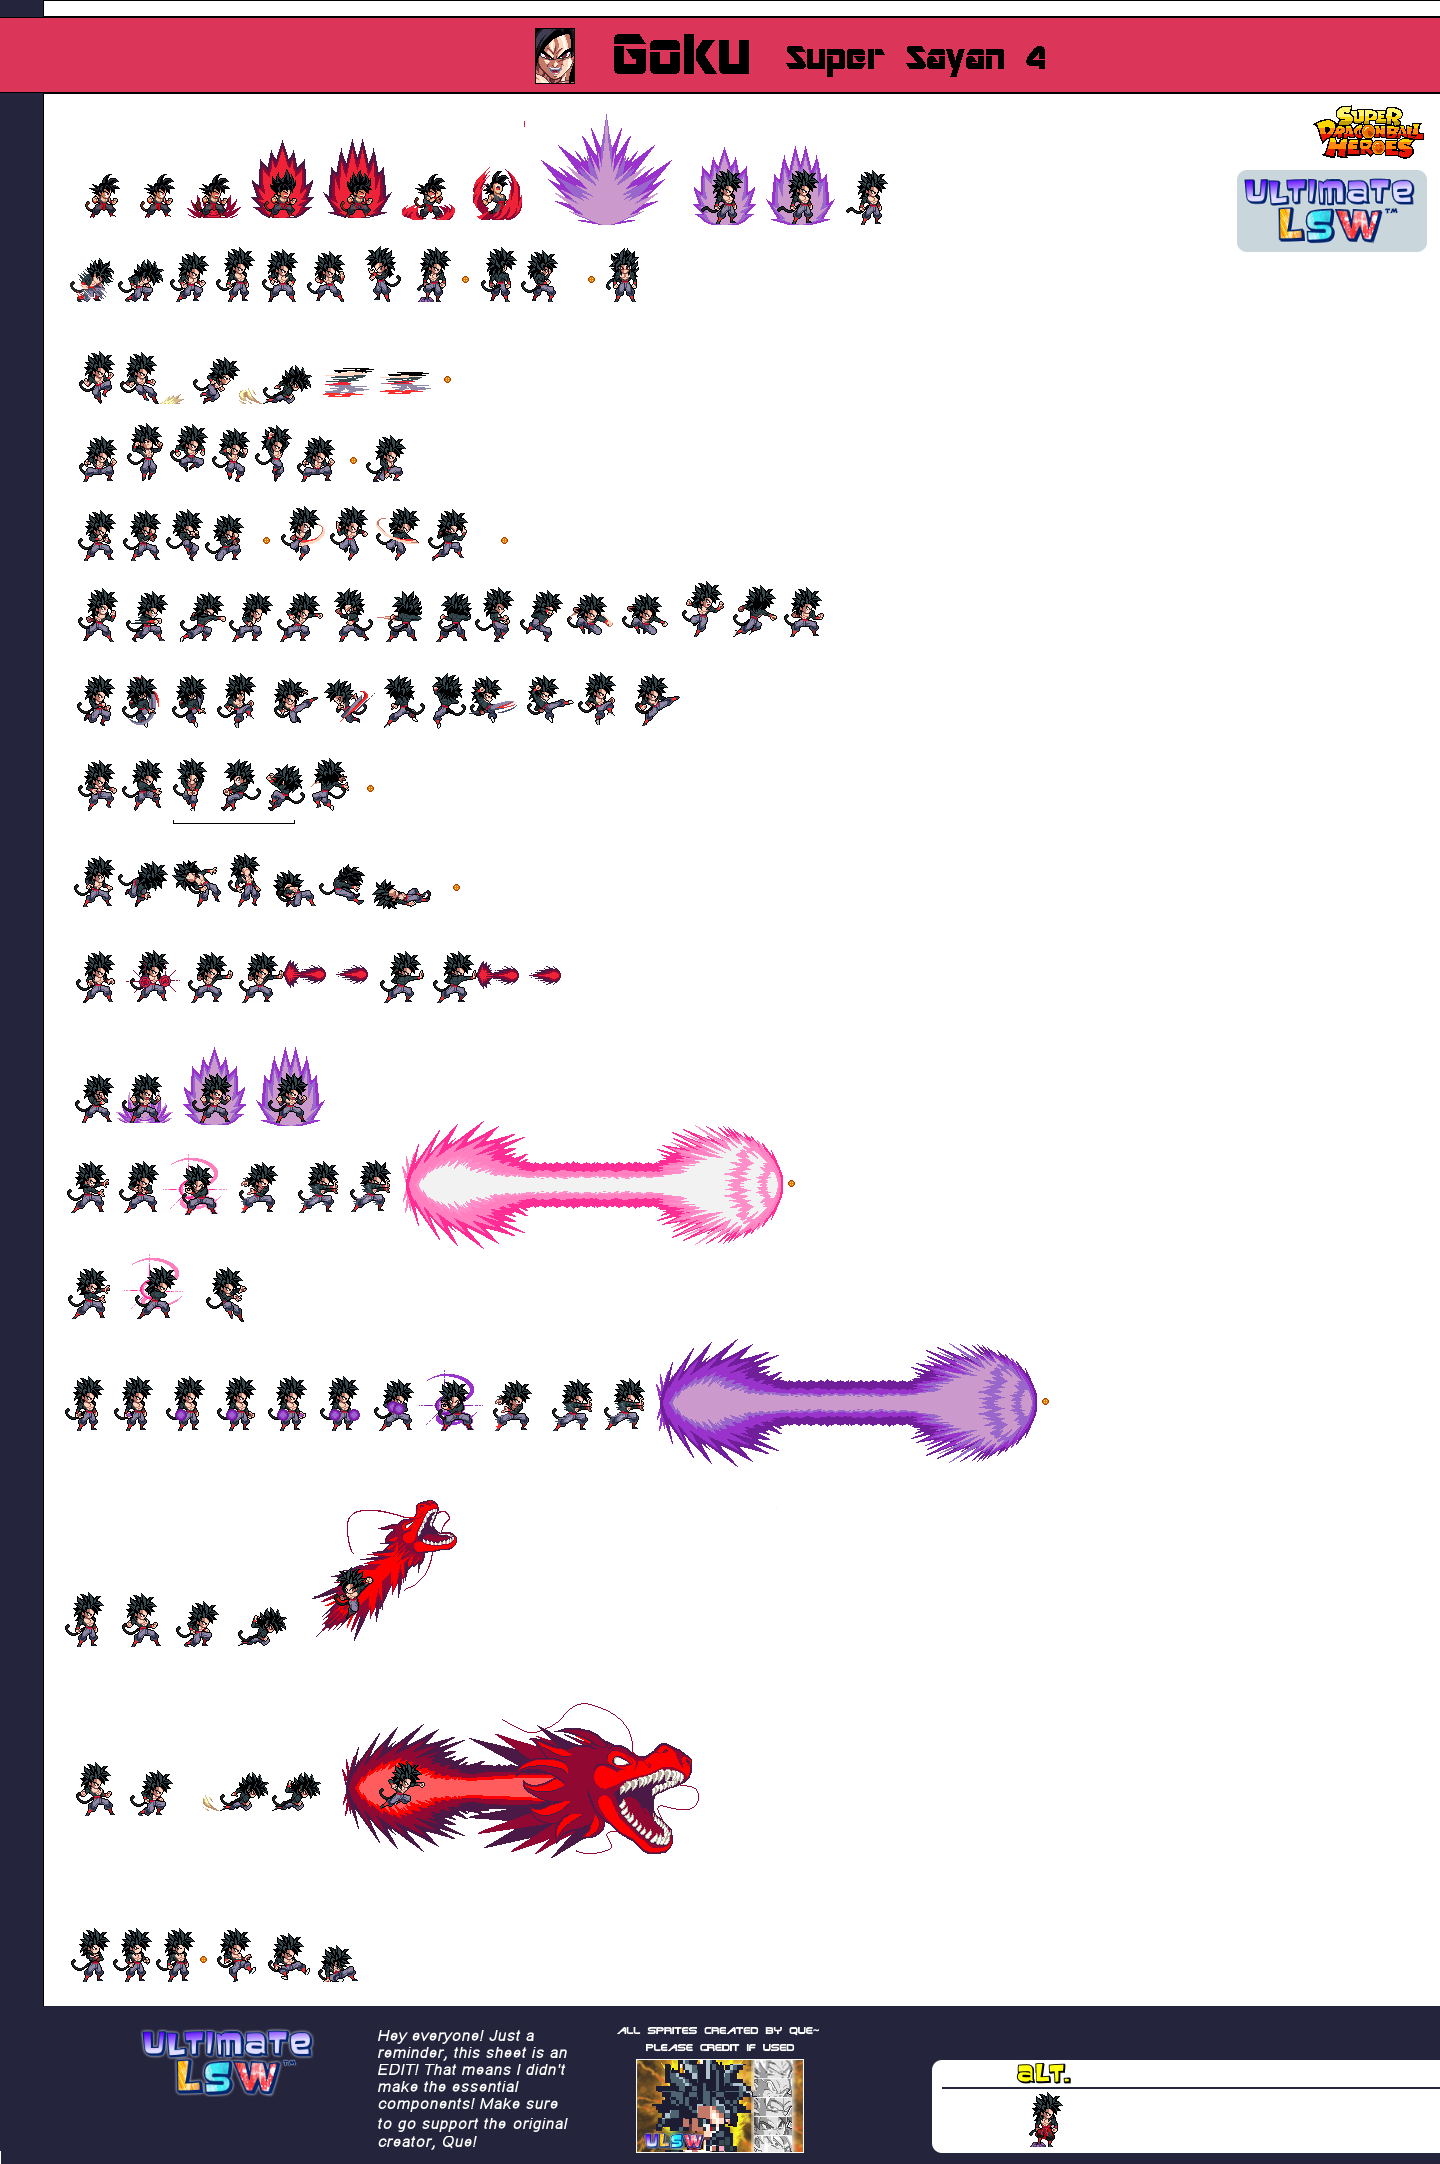 Goku Super Sayan 4
SUPER
DRAGONBALL
HEROES
ULTIMATE
LSW™
ULTIMATE
LSW™
Hey everyone! Just a
reminder, this sheet is an
EDIT! That means I didn't
make the essential
components! Make sure
to go support the original
creator, Que!
ALL SPRITES CREATED BY QUE~
PLEASE CREDIT IF USED
ULSW
ALT.